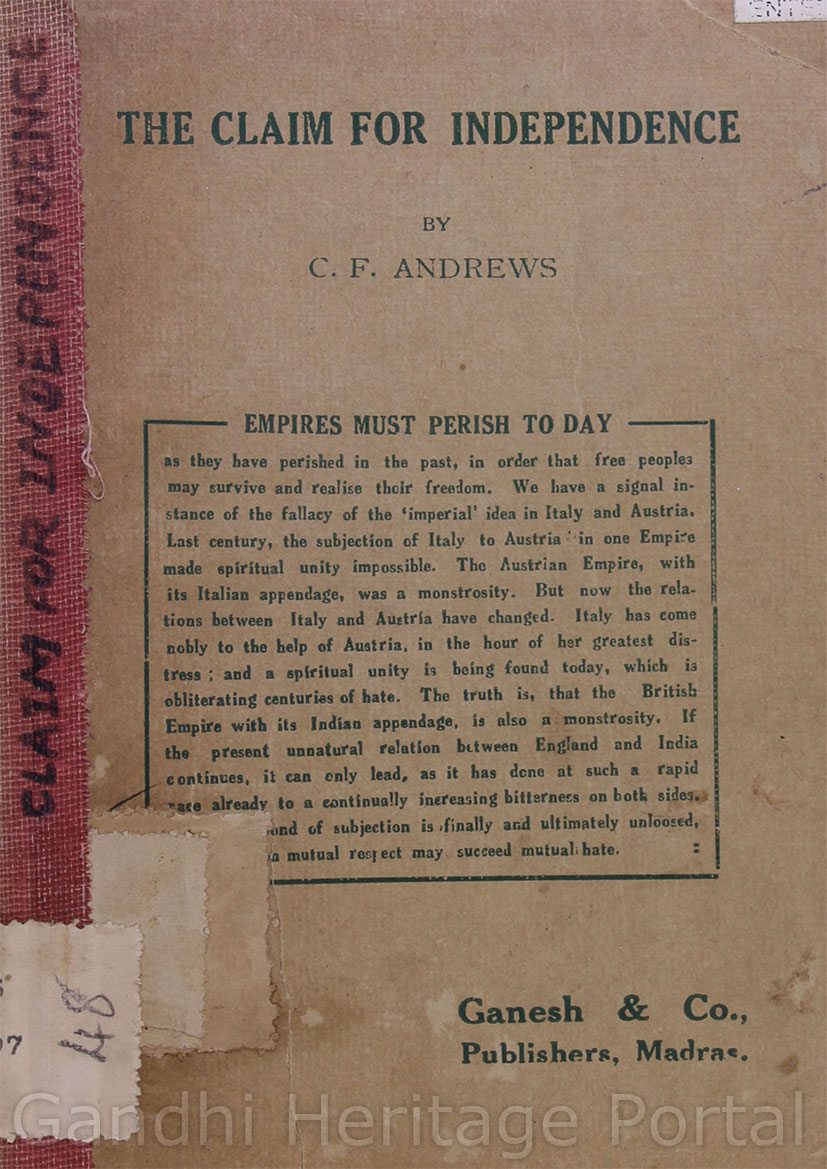 CLAIM FOR INDEPENDENCE
THE CLAIM FOR INDEPENDENCE
BY
C. F. ANDREWS
EMPIRES MUST PERISH TO DAY
as they have perished in the past, in order that free peoples
may survive and realise their freedom. We have a signal in-
stance of the fallacy of the 'imperial' idea in Italy and Austria.
Last century, the subjection of Italy to Austria in one Empire
made spiritual unity impossible. The Austrian Empire, with
its Italian appendage, was a monstrosity. But now the rela-
tions between Italy and Austria have changed. Italy has come
nobly to the help of Austria, in the hour of her greatest dis-
tress : and a spiritual unity is being found today, which is
obliterating centuries of hate. The truth is, that the British
Empire with its Indian appendage, is also a monstrosity. If
the present unnatural relation between England and India
continues, it can only lead, as it has done at such a rapid
already to a continually increasing bitterness on both sides.
of subjection is finally and ultimately unloosed,
mutual respect may succeed mutual hate. :
48
07
Ganesh & Co.,
Publishers, Madras.
Gandhi Heritage Portal